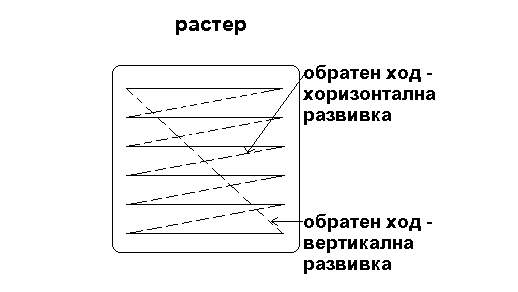 растер
обратен ход -
хоризонтална
развивка
обратен ход -
вертикална
развивка